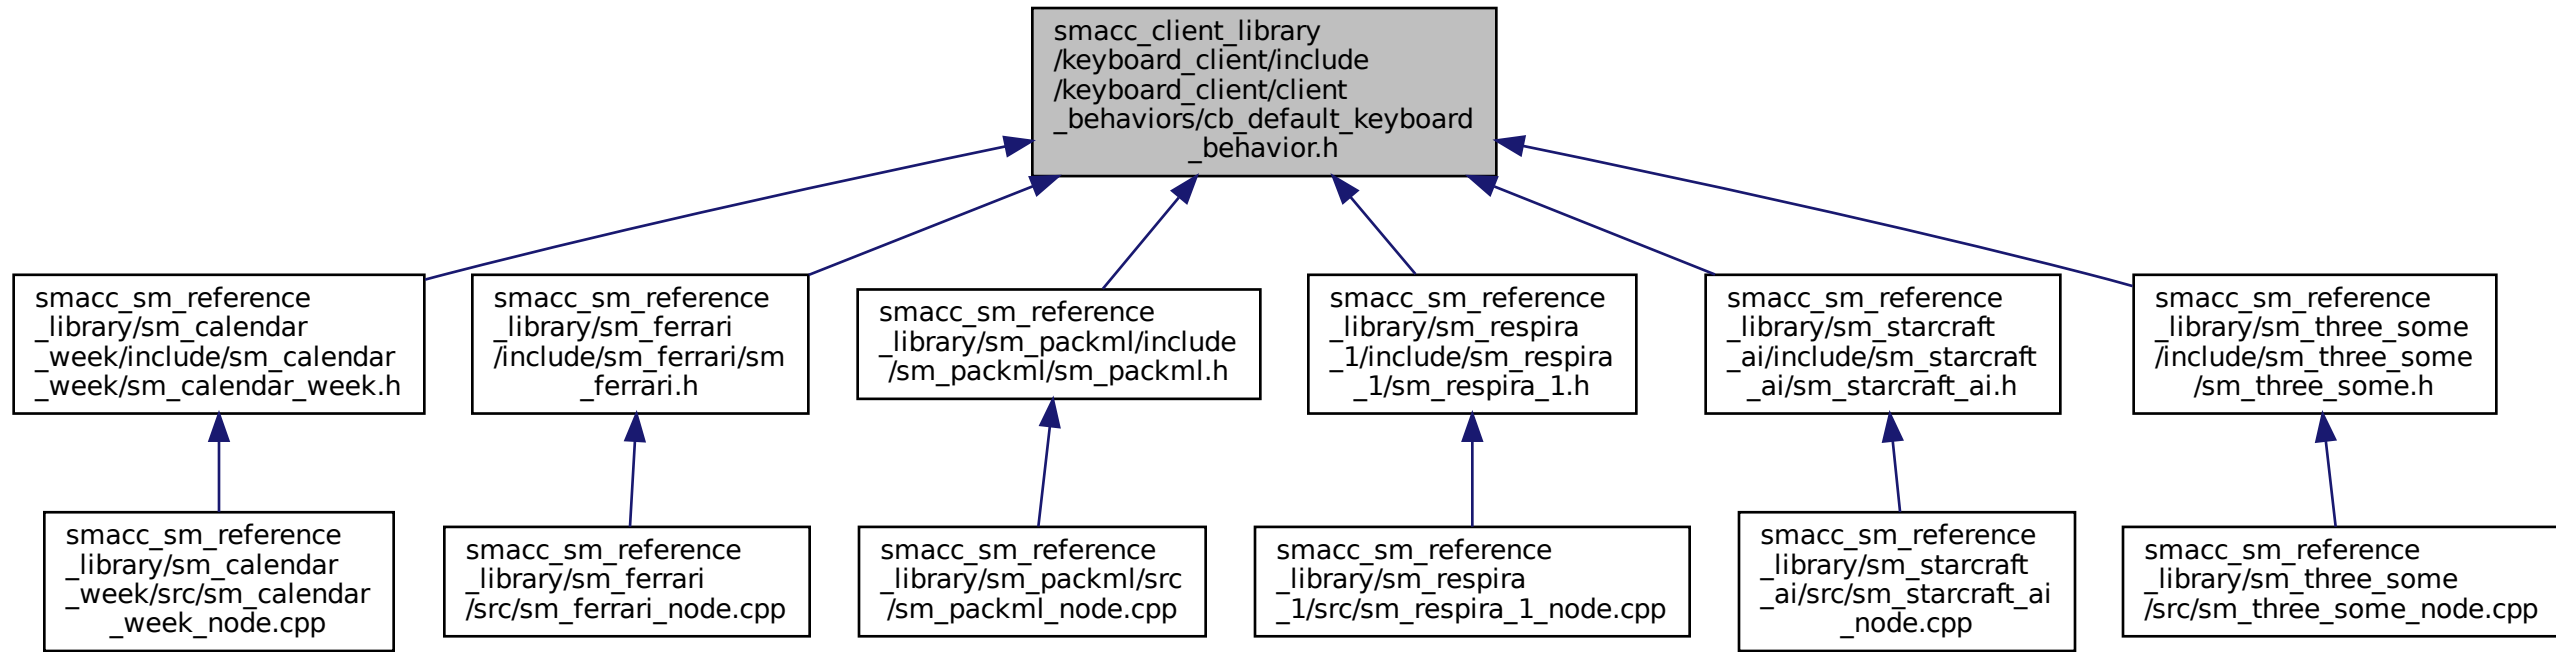 smacc_client_library
/keyboard_client/include
/keyboard_client/client
_behaviors/cb_default_keyboard
_behavior.h
smacc_sm_reference
_library/sm_calendar
_week/include/sm_calendar
_week/sm_calendar_week.h
smacc_sm_reference
_library/sm_ferrari
/include/sm_ferrari/sm
_ferrari.h
smacc_sm_reference
_library/sm_packml/include
/sm_packml/sm_packml.h
smacc_sm_reference
_library/sm_respira
_1/include/sm_respira
_1/sm_respira_1.h
smacc_sm_reference
_library/sm_starcraft
_ai/include/sm_starcraft
_ai/sm_starcraft_ai.h
smacc_sm_reference
_library/sm_three_some
/include/sm_three_some
/sm_three_some.h
smacc_sm_reference
_library/sm_calendar
_week/src/sm_calendar
_week_node.cpp
smacc_sm_reference
_library/sm_ferrari
/src/sm_ferrari_node.cpp
smacc_sm_reference
_library/sm_packml/src
/sm_packml_node.cpp
smacc_sm_reference
_library/sm_respira
_1/src/sm_respira_1_node.cpp
smacc_sm_reference
_library/sm_starcraft
_ai/src/sm_starcraft_ai
_node.cpp
smacc_sm_reference
_library/sm_three_some
/src/sm_three_some_node.cpp